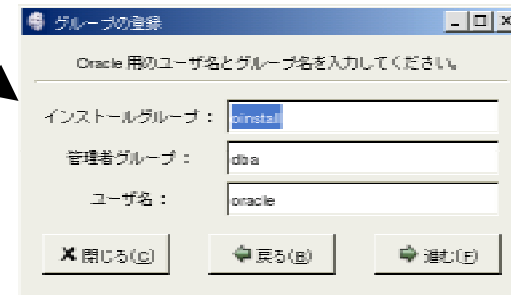 グループの登録
Oracle 用のユーザ名とグループ名を入力してください。
インストールグループ： oinstall
管理者グループ： dba
ユーザ名： oracle
閉じる(C) 戻る(B) 進む(F)